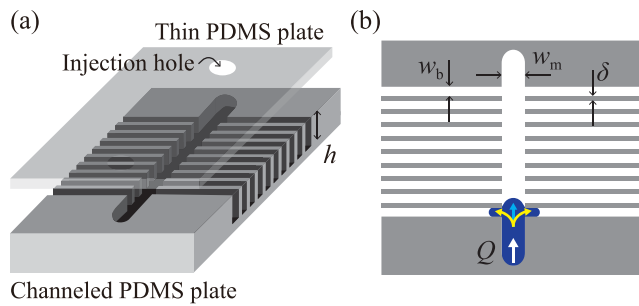 (a)
Thin PDMS plate
Injection hole
h
Channeled PDMS plate
(b)
w_b
w_m
δ
Q